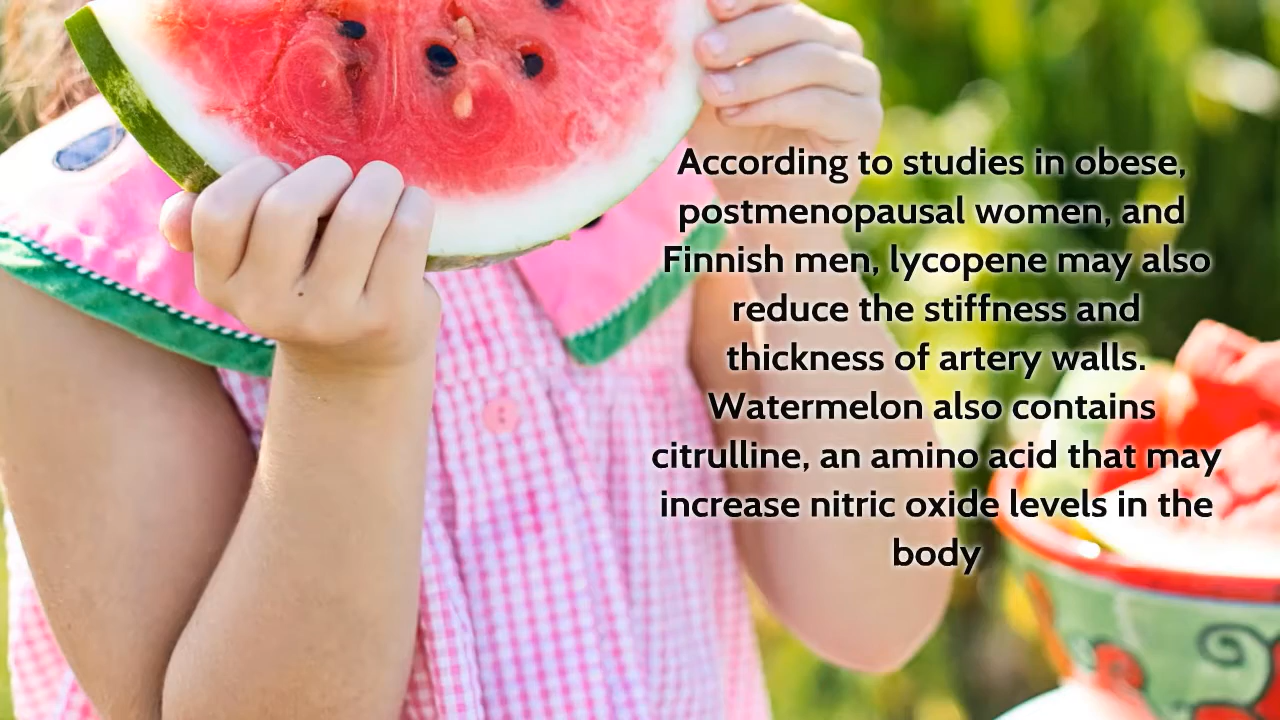 According to studies in obese,
postmenopausal women, and
Finnish men, lycopene may also
reduce the stiffness and
thickness of artery walls.
Watermelon also contains
citrulline, an amino acid that may
increase nitric oxide levels in the
body